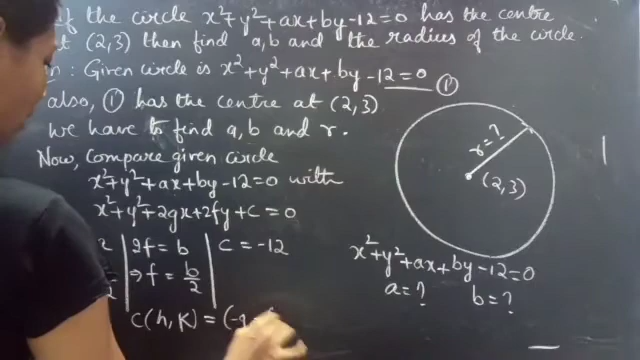 If the circle x²+y²+ax+by-12=0 has the centre
at (2,3) then find a,b and the radius of the circle.
: Given circle is x²+y²+ax+by-12=0 ①
also, ① has the centre at (2,3)
we have to find a,b and r.
Now, Compare given circle
x²+y²+ax+by-12=0 with
x²+y²+2gx+2fy+c=0
2f=b | c=-12
⇒ f = b/2
C(h,k) = (-g,
r=?
(2,3)
x²+y²+ax+by-12=0
a=? b=?